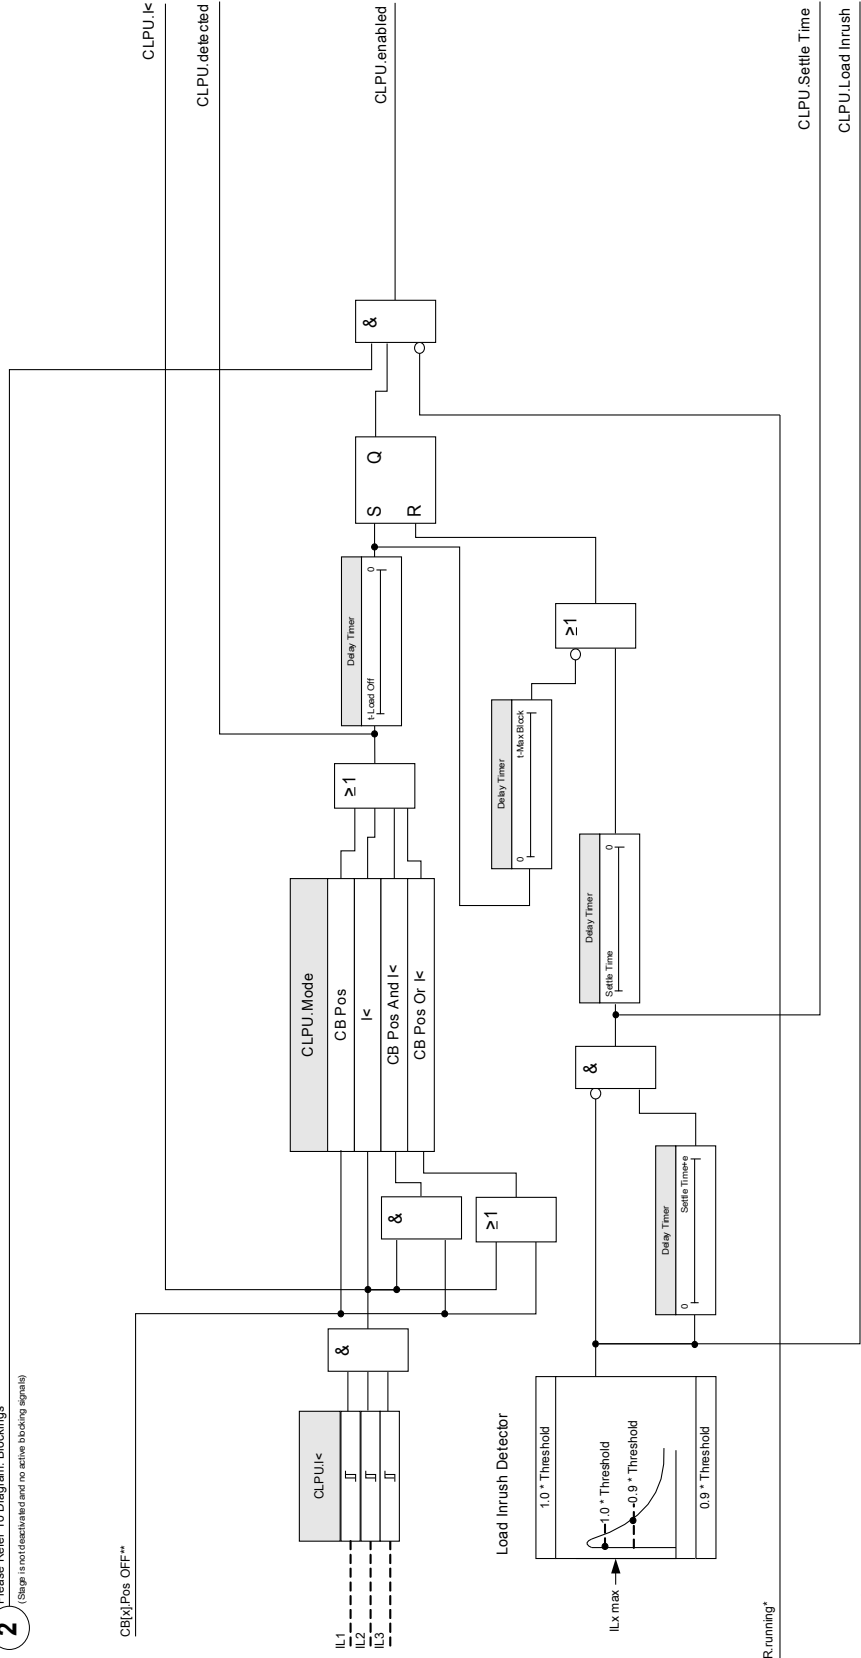 2
Please Refer To Diagram: Blockings
(Stage is not deactivated and no active blocking signals)
CB[x].Pos OFF**
IL1
IL2
IL3
CLPU.I<
&
CLPU.Mode
CB Pos
I<
CB Pos And I<
CB Pos Or I<
&
≥1
≥1
Delay Timer
t-Load Off
0
S
Q
R
&
CLPU.I<
CLPU.detected
CLPU.enabled
Delay Timer
0
t-Max Block
≥1
Load Inrush Detector
1.0 * Threshold
1.0 * Threshold
0.9 * Threshold
0.9 * Threshold
ILx max
Delay Timer
0
Settle Time+e
&
Delay Timer
Settle Time
0
R.running*
CLPU.Settle Time
CLPU.Load Inrush